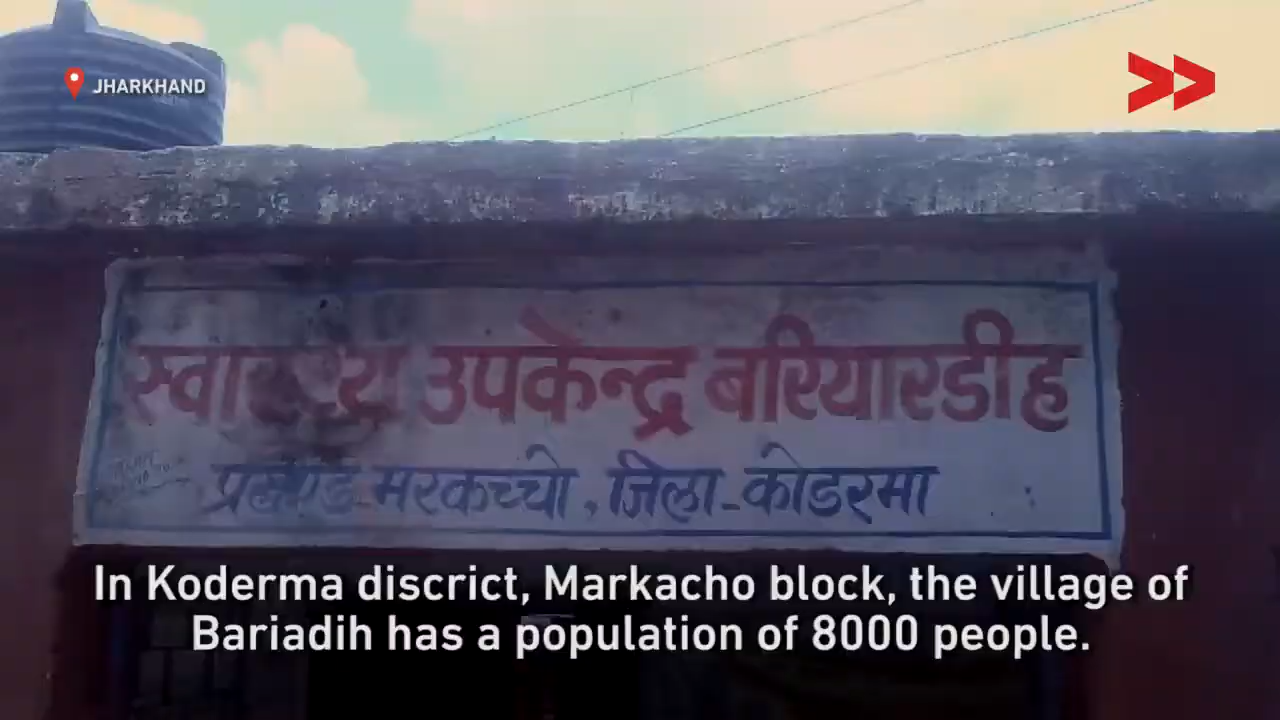 JHARKHAND
स्वास्थ्य उपकेन्द्र बरियारडीह
प्रखण्ड-मरकच्चो, जिला-कोडरमा
In Koderma discrict, Markacho block, the village of
Bariadih has a population of 8000 people.